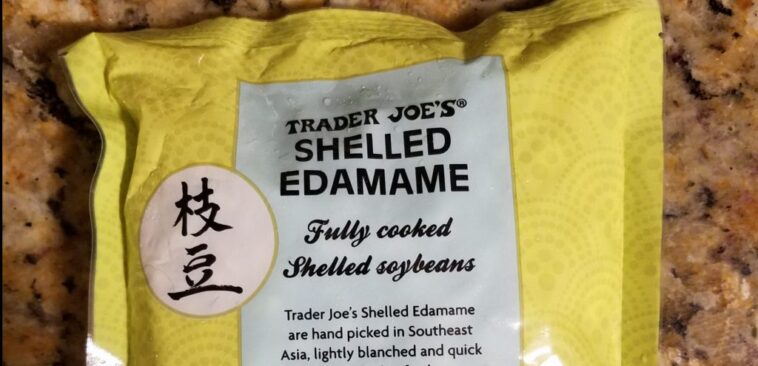 TRADER JOE'S®
SHELLED
EDAMAME
枝
豆
Fully cooked
Shelled soybeans
Trader Joe's Shelled Edamame
are hand picked in Southeast
Asia, lightly blanched and quick